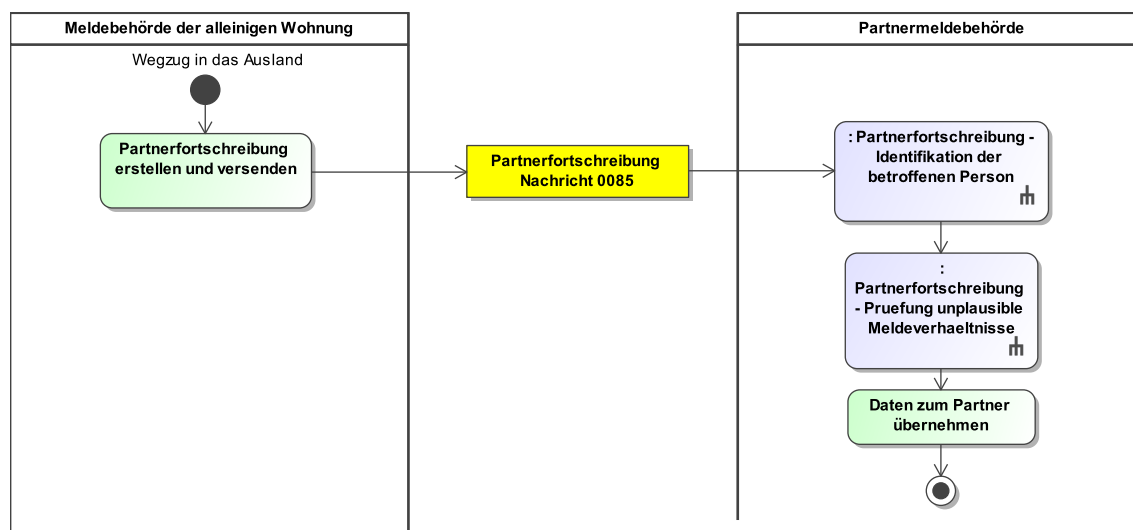 Meldebehörde der alleinigen Wohnung
Partnermeldebehörde
Wegzug in das Ausland
Partnerfortschreibung
erstellen und versenden
Partnerfortschreibung
Nachricht 0085
: Partnerfortschreibung -
Identifikation der
betroffenen Person
:
Partnerfortschreibung
- Pruefung unplausible
Meldeverhaeltnisse
Daten zum Partner
übernehmen